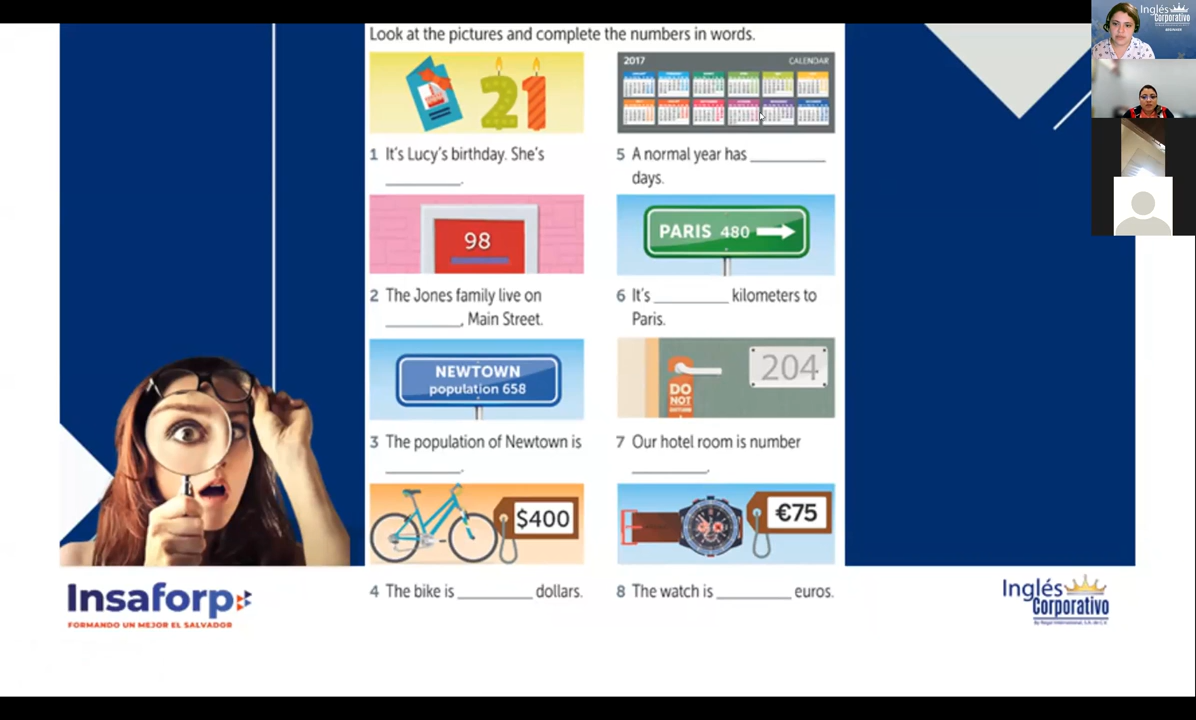 Look at the pictures and complete the numbers in words.
21
1 It's Lucy's birthday. She's
__________.
98
2 The Jones family live on
__________, Main Street.
NEWTOWN
population 658
3 The population of Newtown is
__________.
$400
4 The bike is __________ dollars.
2017 CALENDAR
5 A normal year has __________
days.
PARIS 480
6 It's __________ kilometers to
Paris.
DO
NOT
204
7 Our hotel room is number
__________.
€75
8 The watch is __________ euros.
Insaforp
FORMANDO UN MEJOR EL SALVADOR
Inglés
Corporativo
Inglés
Corporativo